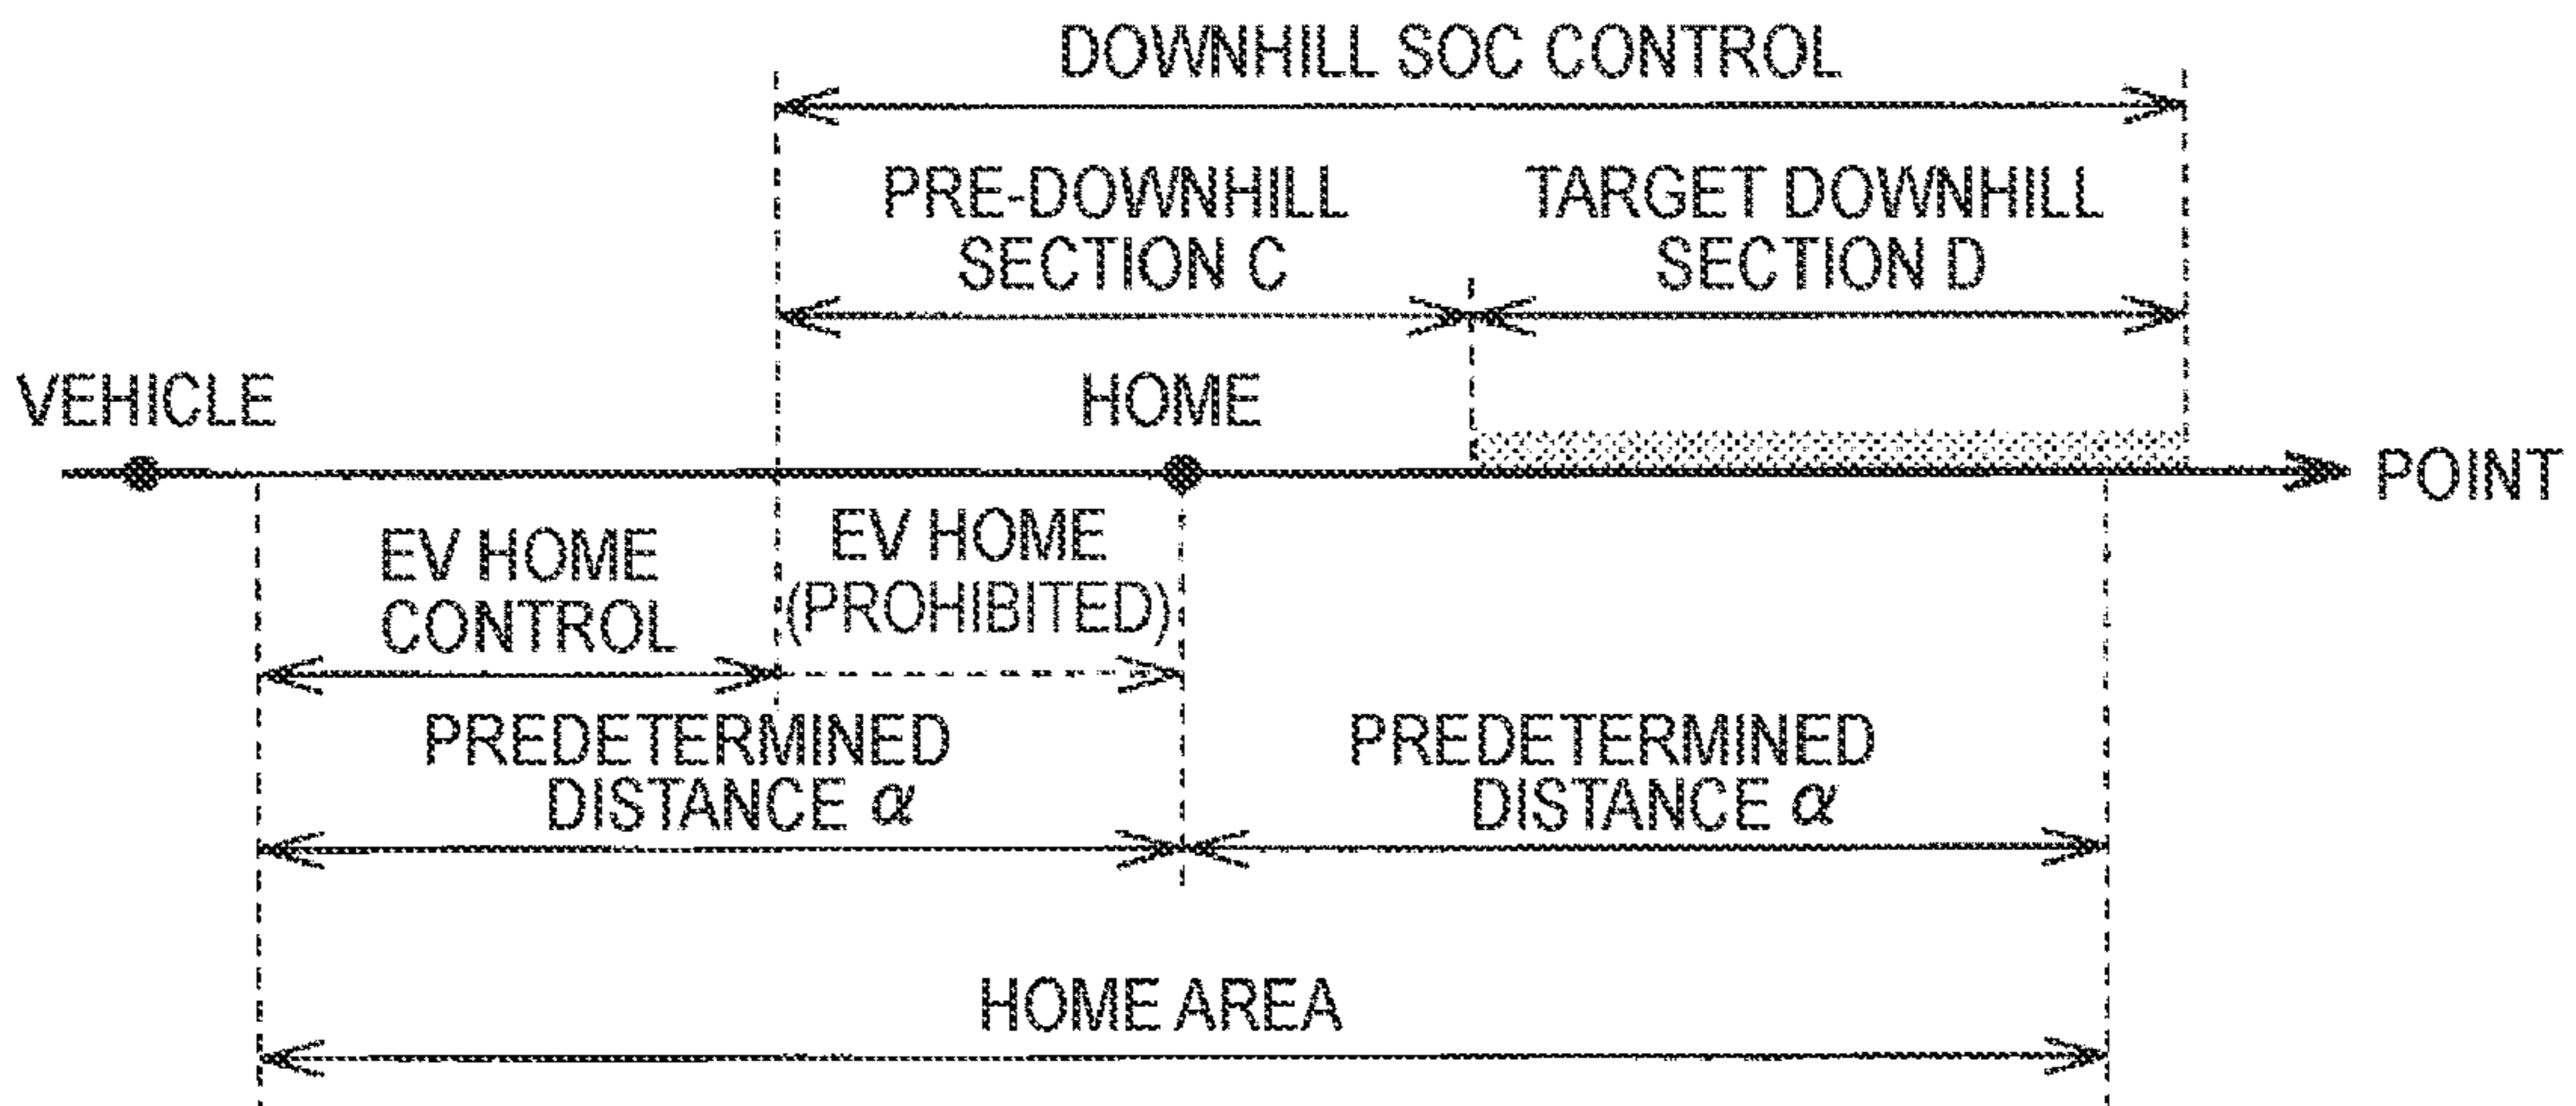 DOWNHILL SOC CONTROL
PRE-DOWNHILL
SECTION C
TARGET DOWNHILL
SECTION D
VEHICLE
HOME
POINT
EV HOME
CONTROL
EV HOME
(PROHIBITED)
PREDETERMINED
DISTANCE α
PREDETERMINED
DISTANCE α
HOME AREA